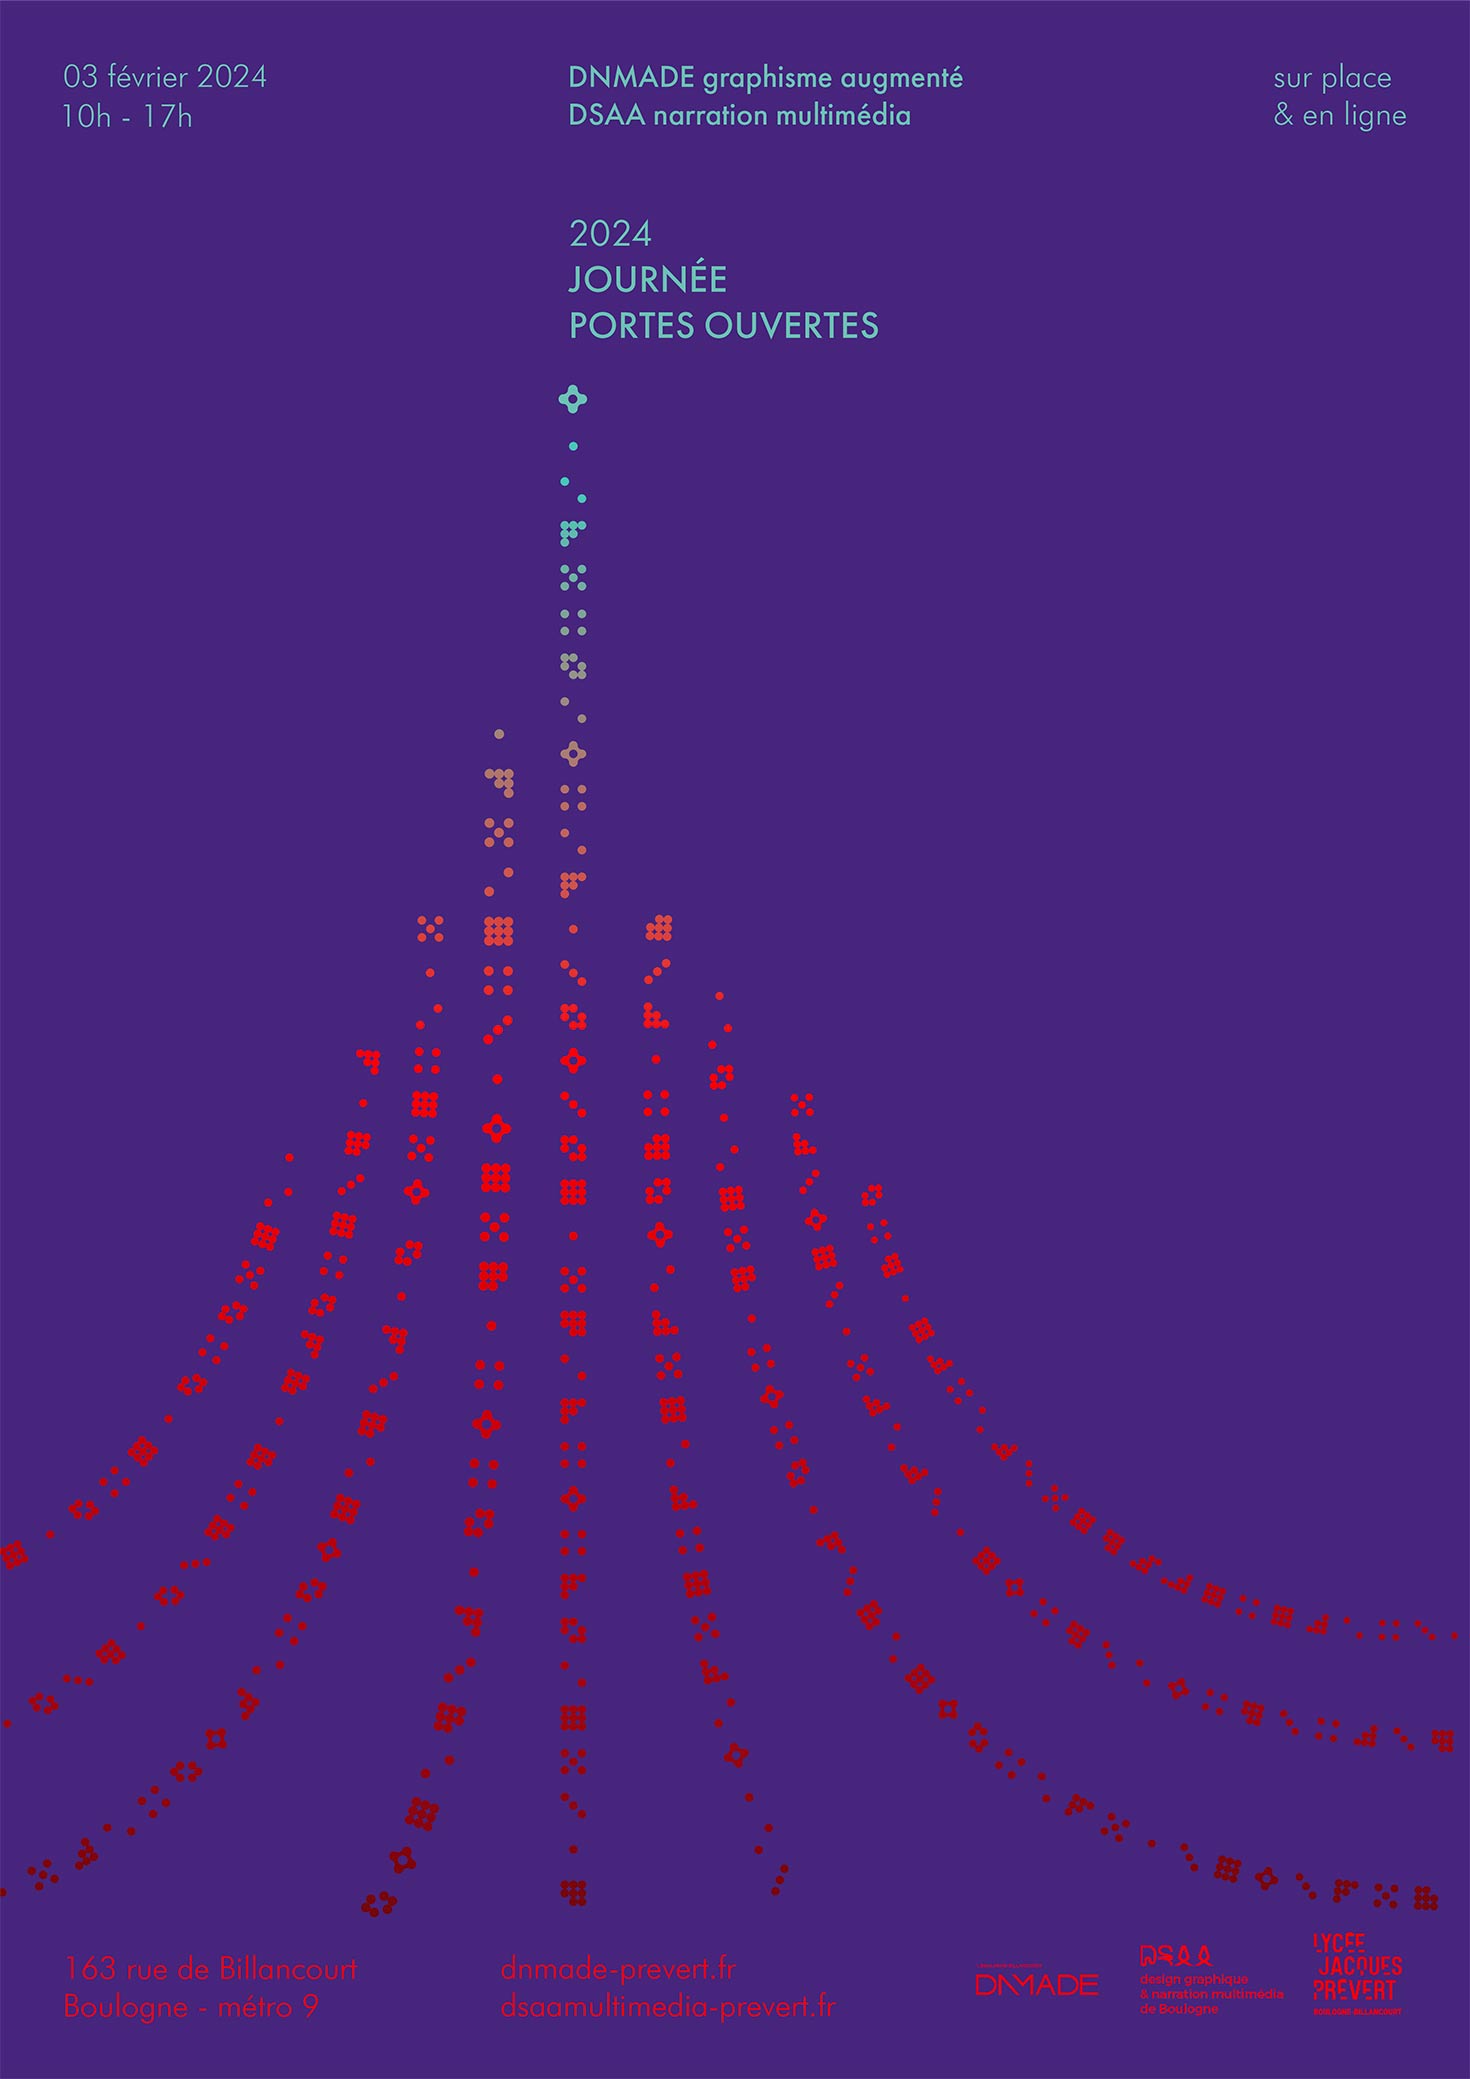 03 février 2024
10h - 17h
DNMADE graphisme augmenté
DSAA narration multimédia
sur place
& en ligne
2024
JOURNÉE
PORTES OUVERTES
163 rue de Billancourt
Boulogne - métro 9
dnmade-prevert.fr
dsaamultimedia-prevert.fr
DNMADE
DSAA
design graphique
& narration multimédia
de Boulogne
LYCÉE
JACQUES
PRÉVERT
BOULOGNE-BILLANCOURT